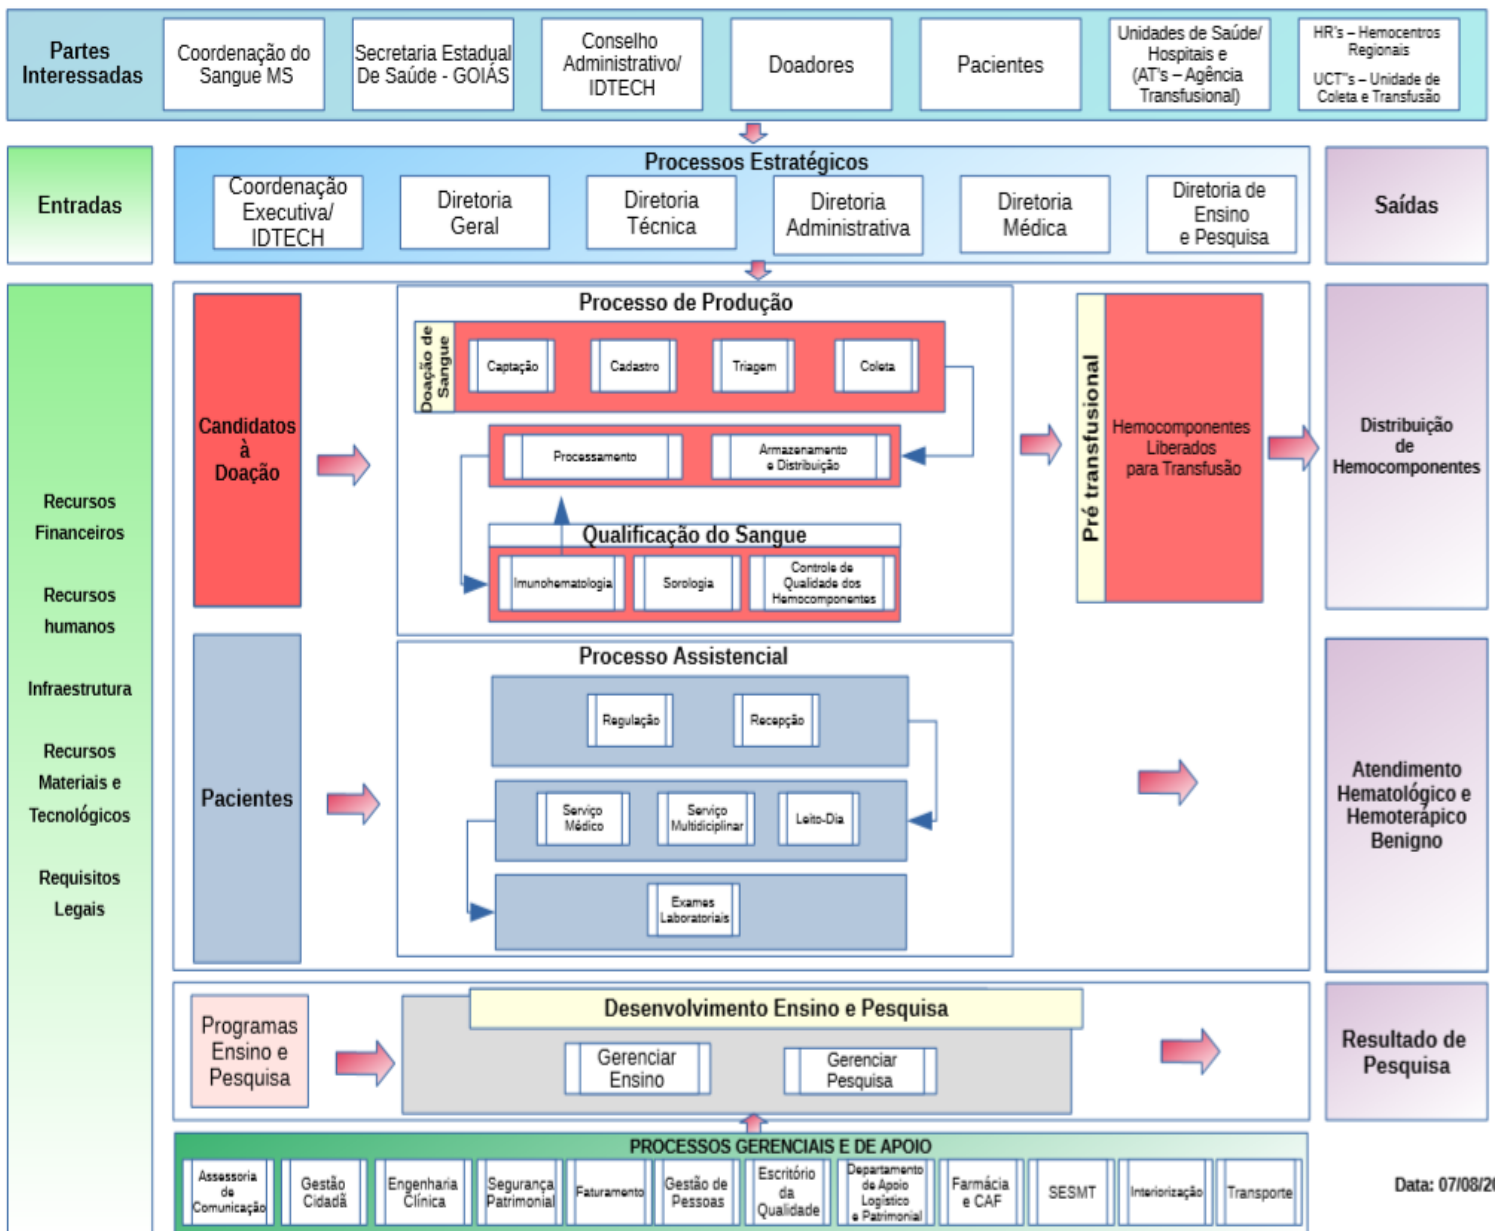 Partes
Interessadas
Coordenação do
Sangue MS
Secretaria Estadual
De Saúde - GOIÁS
Conselho
Administrativo/
IDTECH
Doadores
Pacientes
Unidades de Saúde/
Hospitais e
(AT's – Agência
Transfusional)
HR's – Hemocentros
Regionais
UCT"s – Unidade de
Coleta e Transfusão
Entradas
Processos Estratégicos
Coordenação
Executiva/
IDTECH
Diretoria
Geral
Diretoria
Técnica
Diretoria
Administrativa
Diretoria
Médica
Diretoria de
Ensino
e Pesquisa
Saídas
Recursos
Financeiros
Recursos
humanos
Infraestrutura
Recursos
Materiais e
Tecnológicos
Requisitos
Legais
Candidatos
à
Doação
Processo de Produção
Doação de
Sangue
Captação
Cadastro
Triagem
Coleta
Processamento
Armazenamento
e Distribuição
Qualificação do Sangue
Imunohematologia
Sorologia
Controle de
Qualidade dos
Hemocomponentes
Pré transfusional
Hemocomponentes
Liberados
para Transfusão
Distribuição
de
Hemocomponentes
Pacientes
Processo Assistencial
Regulação
Recepção
Serviço
Médico
Serviço
Multidiciplinar
Leito-Dia
Exames
Laboratoriais
Atendimento
Hematológico e
Hemoterápico
Benigno
Programas
Ensino e
Pesquisa
Desenvolvimento Ensino e Pesquisa
Gerenciar
Ensino
Gerenciar
Pesquisa
Resultado de
Pesquisa
PROCESSOS GERENCIAIS E DE APOIO
Assessoria
de
Comunicação
Gestão
Cidadã
Engenharia
Clínica
Segurança
Patrimonial
Faturamento
Gestão de
Pessoas
Escritório
da
Qualidade
Departamento
de Apoio
Logístico
e Patrimonial
Farmácia
e CAF
SESMT
Interiorização
Transporte
Data: 07/08/20